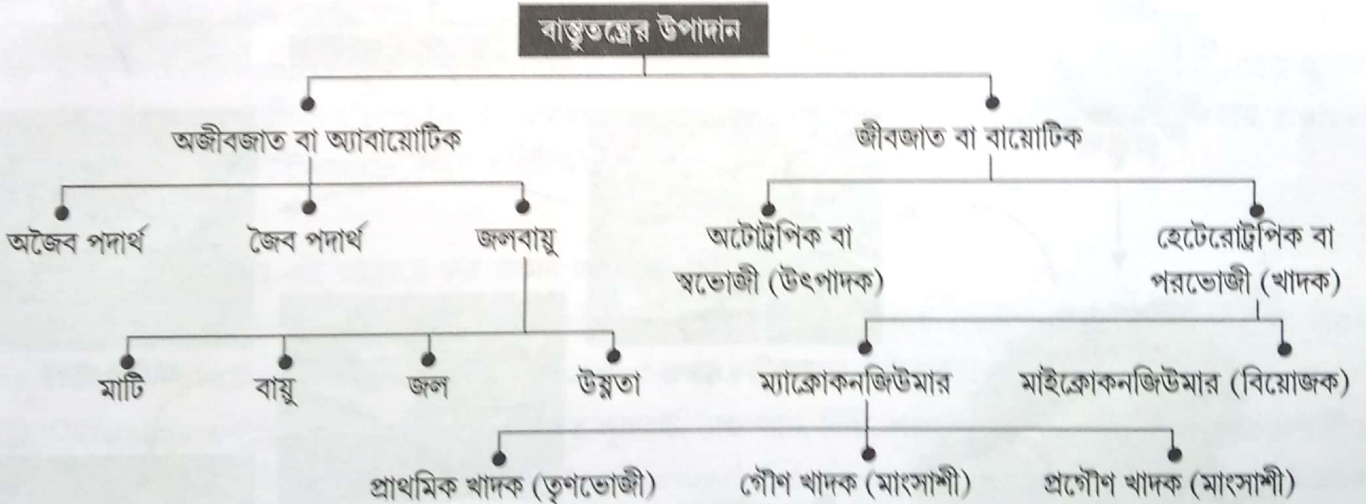 বাস্তুতন্ত্রের উপাদান
অজীবজাত বা অ্যাবায়োটিক
জীবজাত বা বায়োটিক
অজৈব পদার্থ
জৈব পদার্থ
জলবায়ু
অটোট্রপিক বা
স্বভোজী (উৎপাদক)
হেটেরোট্রপিক বা
পরভোজী (খাদক)
মাটি
বায়ু
জল
উষ্ণতা
ম্যাক্রোকনজিউমার
মাইক্রোকনজিউমার (বিয়োজক)
প্রাথমিক খাদক (তৃণভোজী)
গৌণ খাদক (মাংসাশী)
প্রগৌণ খাদক (মাংসাশী)